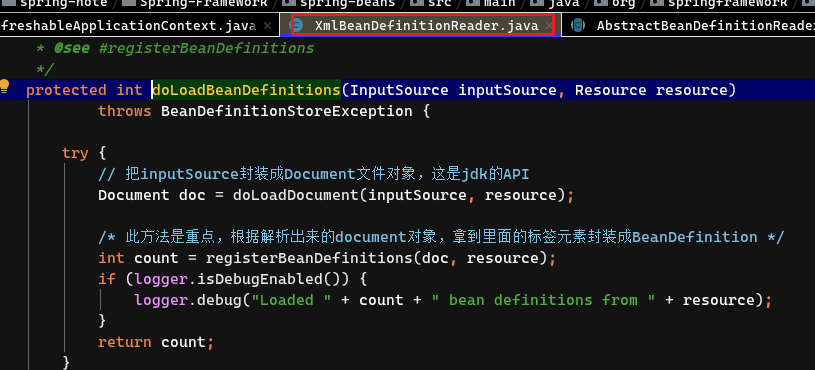 spring-note spring-Framework spring-beans src main java org springframework
freshableApplicationContext.java × XmlBeanDefinitionReader.java × AbstractBeanDefinitionReader
* @see #registerBeanDefinitions
*/
protected int doLoadBeanDefinitions(InputSource inputSource, Resource resource)
throws BeanDefinitionStoreException {
try {
// 把inputSource封装成Document文件对象，这是jdk的API
Document doc = doLoadDocument(inputSource, resource);
/* 此方法是重点，根据解析出来的document对象，拿到里面的标签元素封装成BeanDefinition */
int count = registerBeanDefinitions(doc, resource);
if (logger.isDebugEnabled()) {
logger.debug("Loaded " + count + " bean definitions from " + resource);
}
return count;
}